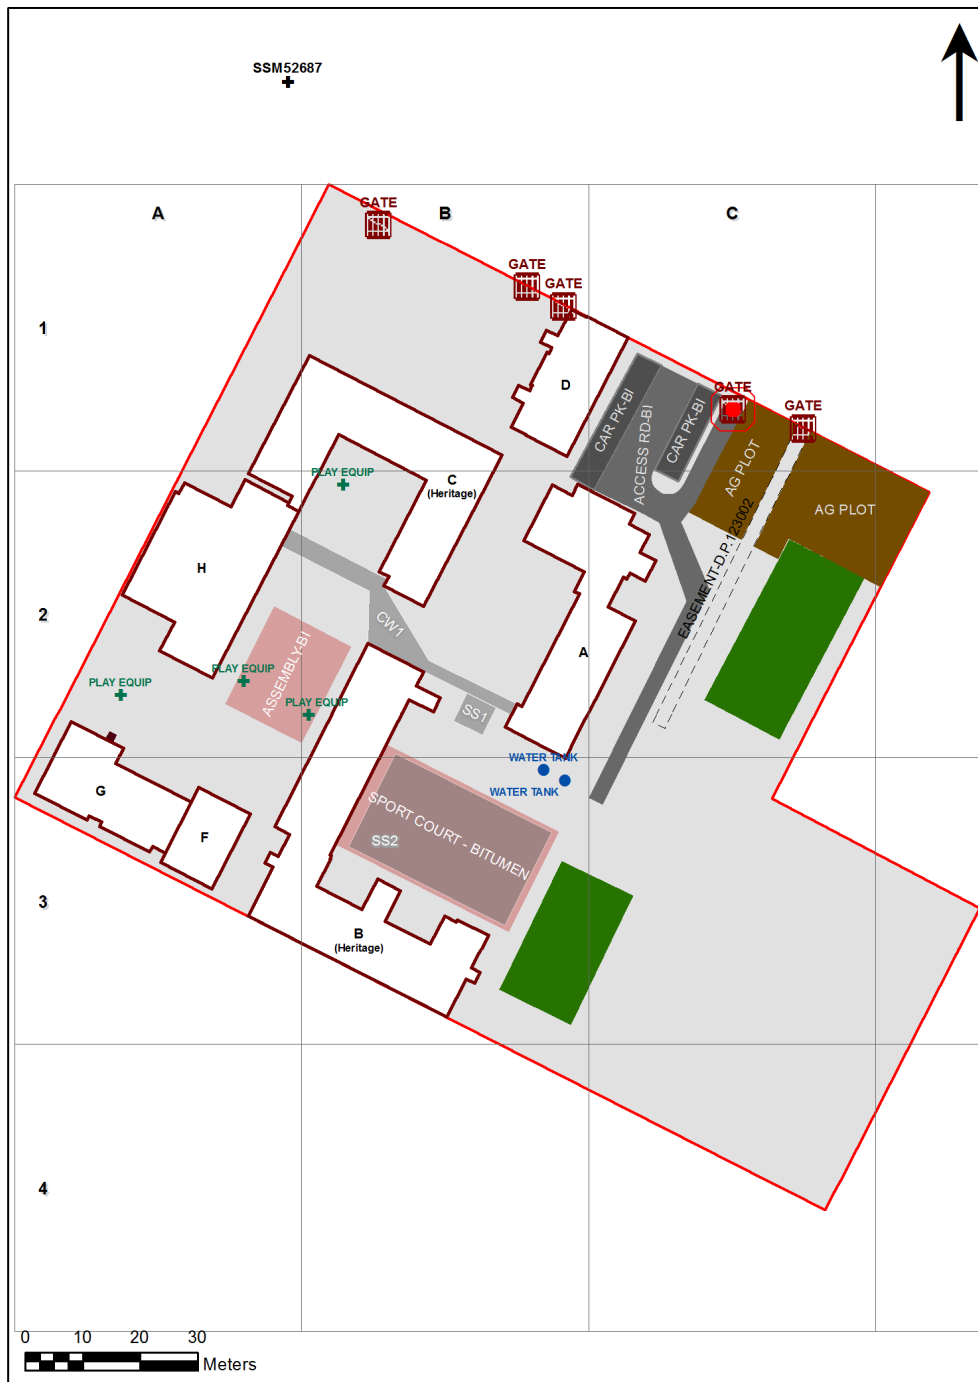 SSM52687
A
B
C
GATE
GATE
GATE
1
D
GATE
GATE
CAR PK-BI
ACCESS RD-BI
CAR PK-BI
AG PLOT
AG PLOT
PLAY EQUIP
C
(Heritage)
EASEMENT-D.P.123002
H
2
CW1
A
ASSEMBLY-BI
PLAY EQUIP
PLAY EQUIP
PLAY EQUIP
SS1
WATER TANK
WATER TANK
G
F
SPORT COURT - BITUMEN
SS2
3
B
(Heritage)
4
0 10 20 30
Meters